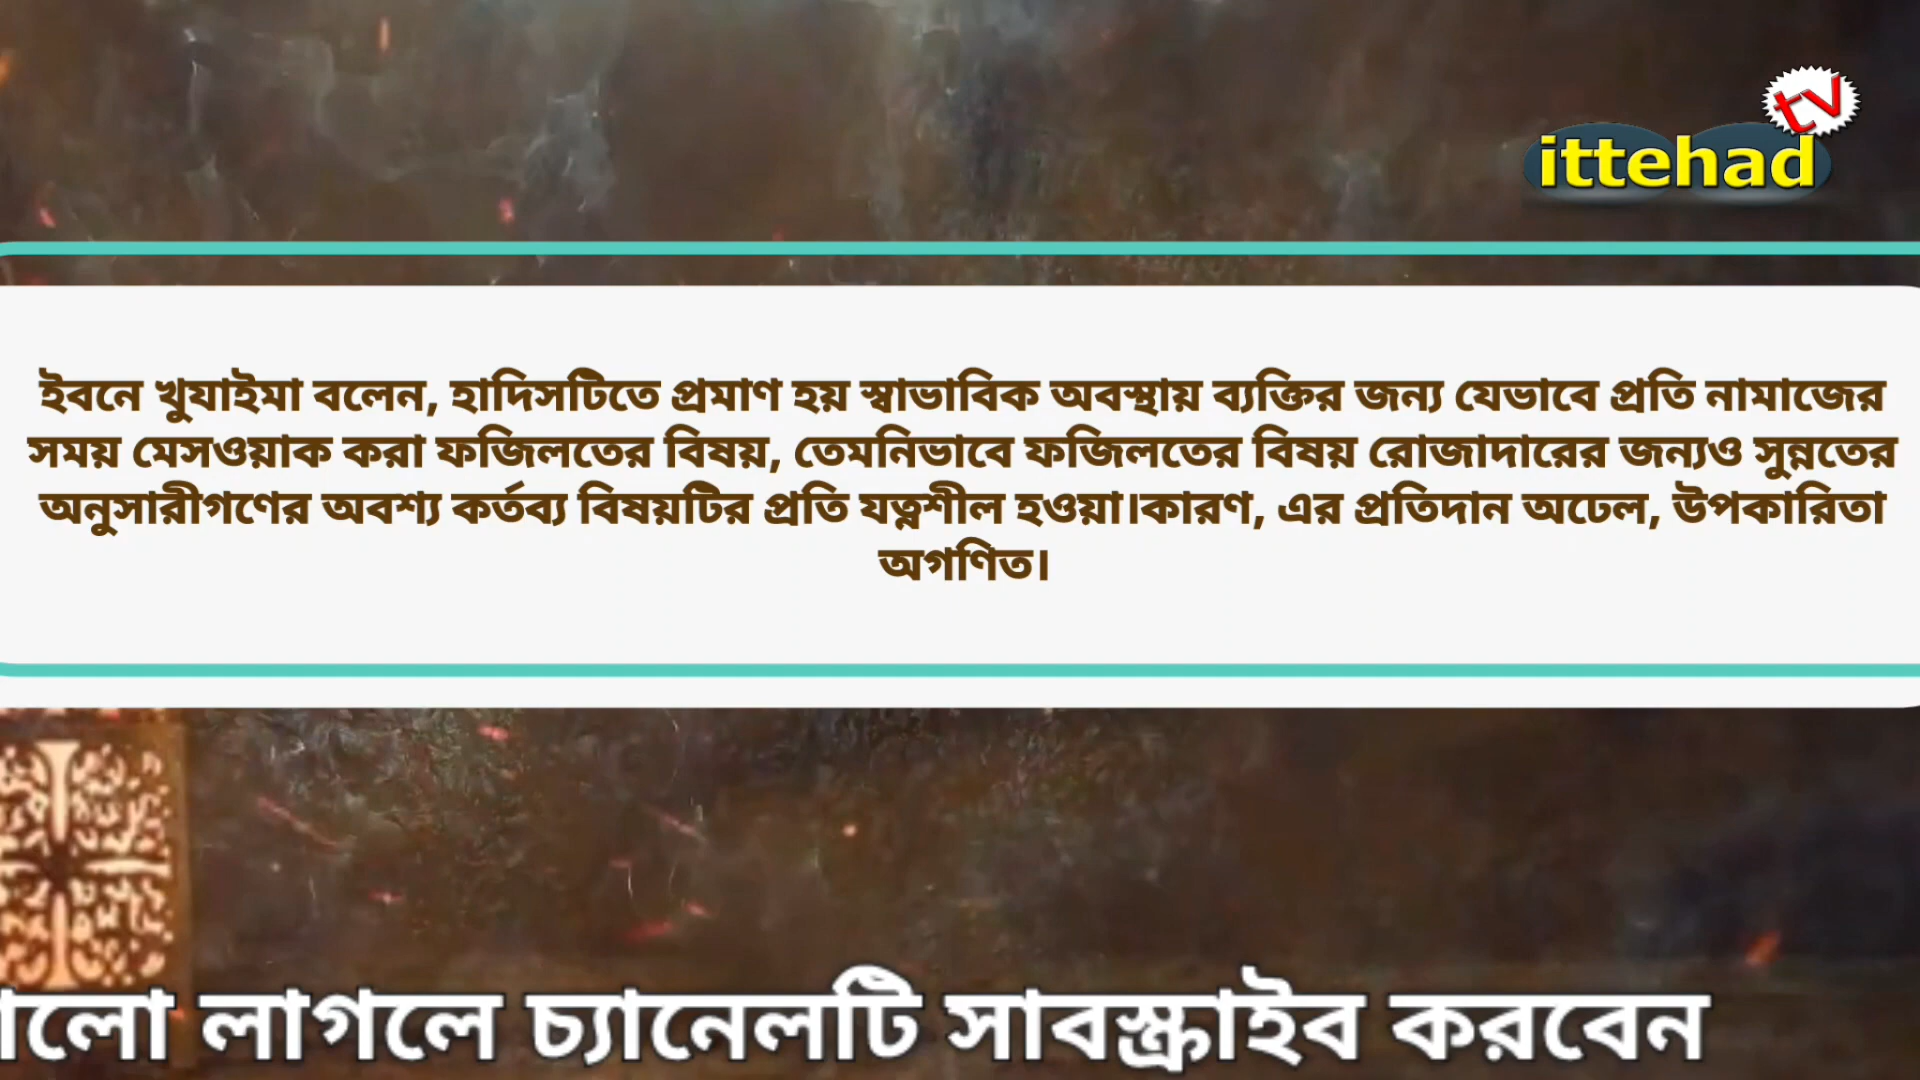 tv
ittehad
ইবনে খুযাইমা বলেন, হাদিসটিতে প্রমাণ হয় স্বাভাবিক অবস্থায় ব্যক্তির জন্য যেভাবে প্রতি নামাজের
সময় মেসওয়াক করা ফজিলতের বিষয়, তেমনিভাবে ফজিলতের বিষয় রোজাদারের জন্যও সুন্নতের
অনুসারীগণের অবশ্য কর্তব্য বিষয়টির প্রতি যত্নশীল হওয়া।কারণ, এর প্রতিদান অঢেল, উপকারিতা
অগণিত।
লাগলে চ্যানেলটি সাবস্ক্রাইব করবেন